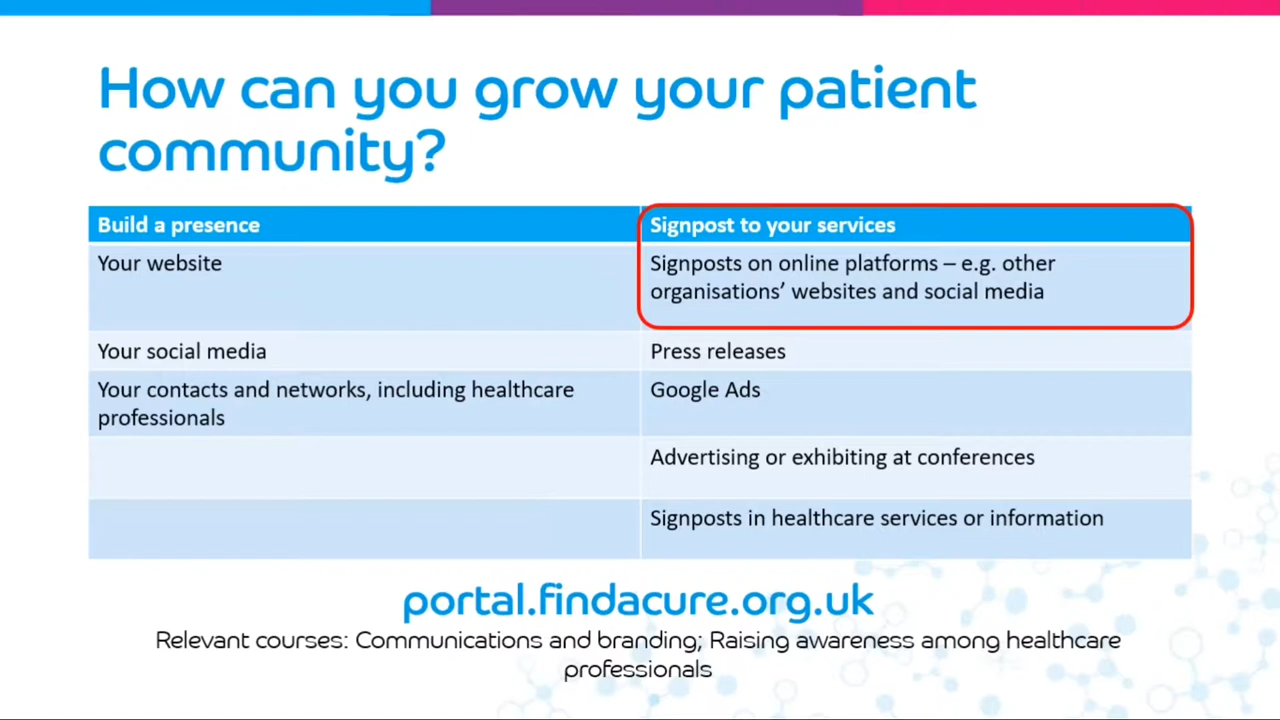 How can you grow your patient
community?
Build a presence
Signpost to your services
Your website
Signposts on online platforms – e.g. other
organisations’ websites and social media
Your social media
Press releases
Your contacts and networks, including healthcare
professionals
Google Ads
Advertising or exhibiting at conferences
Signposts in healthcare services or information
portal.findacure.org.uk
Relevant courses: Communications and branding; Raising awareness among healthcare
professionals